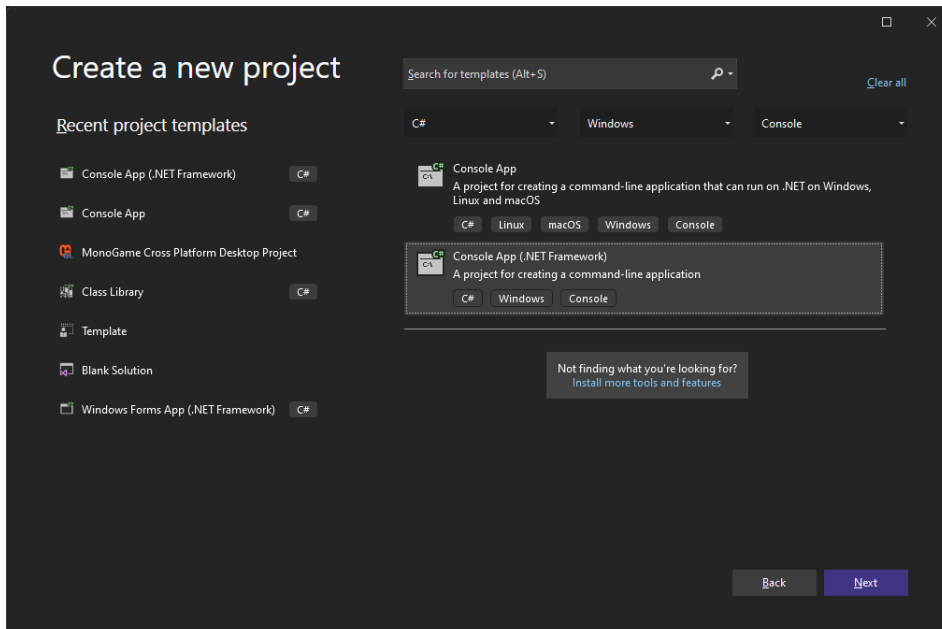 Create a new project
Search for templates (Alt+S)
Clear all
Recent project templates
C#
Windows
Console
Console App (.NET Framework)
C#
Console App
C#
MonoGame Cross Platform Desktop Project
Class Library
C#
Template
Blank Solution
Windows Forms App (.NET Framework)
C#
C#
C:\
Console App
A project for creating a command-line application that can run on .NET on Windows,
Linux and macOS
C# Linux macOS Windows Console
C#
C:\
Console App (.NET Framework)
A project for creating a command-line application
C# Windows Console
Not finding what you're looking for?
Install more tools and features
Back
Next